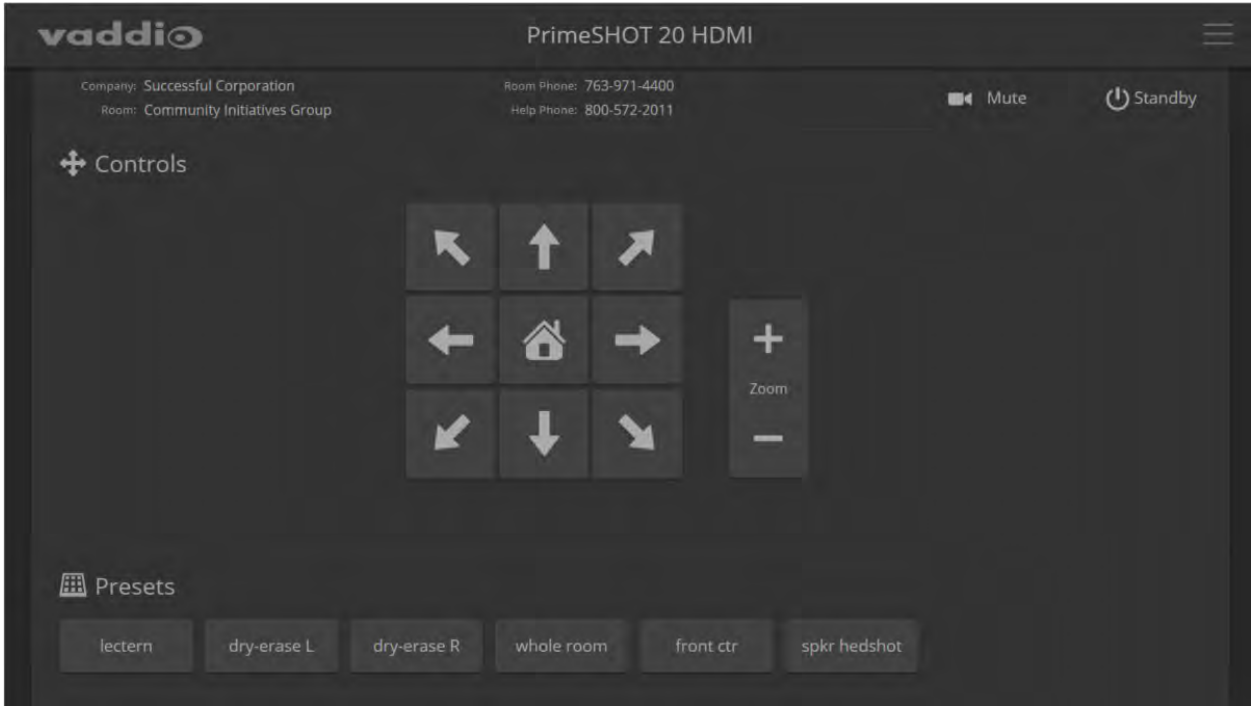 vaddio
PrimeSHOT 20 HDMI
Company: Successful Corporation
Room: Community Initiatives Group
Room Phone: 763-971-4400
Help Phone: 800-572-2011
Mute
Standby
Controls
+
Zoom
−
Presets
lectern
dry-erase L
dry-erase R
whole room
front ctr
spkr hedshot